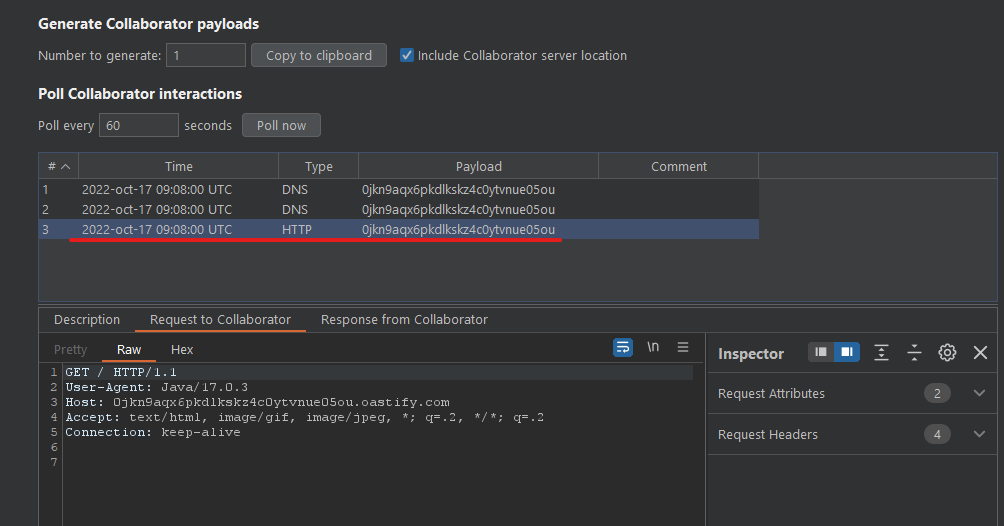 Generate Collaborator payloads
Number to generate: 1 Copy to clipboard Include Collaborator server location
Poll Collaborator interactions
Poll every 60 seconds Poll now
# Time Type Payload Comment
1 2022-oct-17 09:08:00 UTC DNS 0jkn9aqx6pkdlkskz4c0ytvnue05ou
2 2022-oct-17 09:08:00 UTC DNS 0jkn9aqx6pkdlkskz4c0ytvnue05ou
3 2022-oct-17 09:08:00 UTC HTTP 0jkn9aqx6pkdlkskz4c0ytvnue05ou
Description Request to Collaborator Response from Collaborator
Pretty Raw Hex \n
1 GET / HTTP/1.1
2 User-Agent: Java/17.0.3
3 Host: 0jkn9aqx6pkdlkskz4c0ytvnue05ou.oastify.com
4 Accept: text/html, image/gif, image/jpeg, *; q=.2, */*; q=.2
5 Connection: keep-alive
6
7
Inspector
Request Attributes 2
Request Headers 4